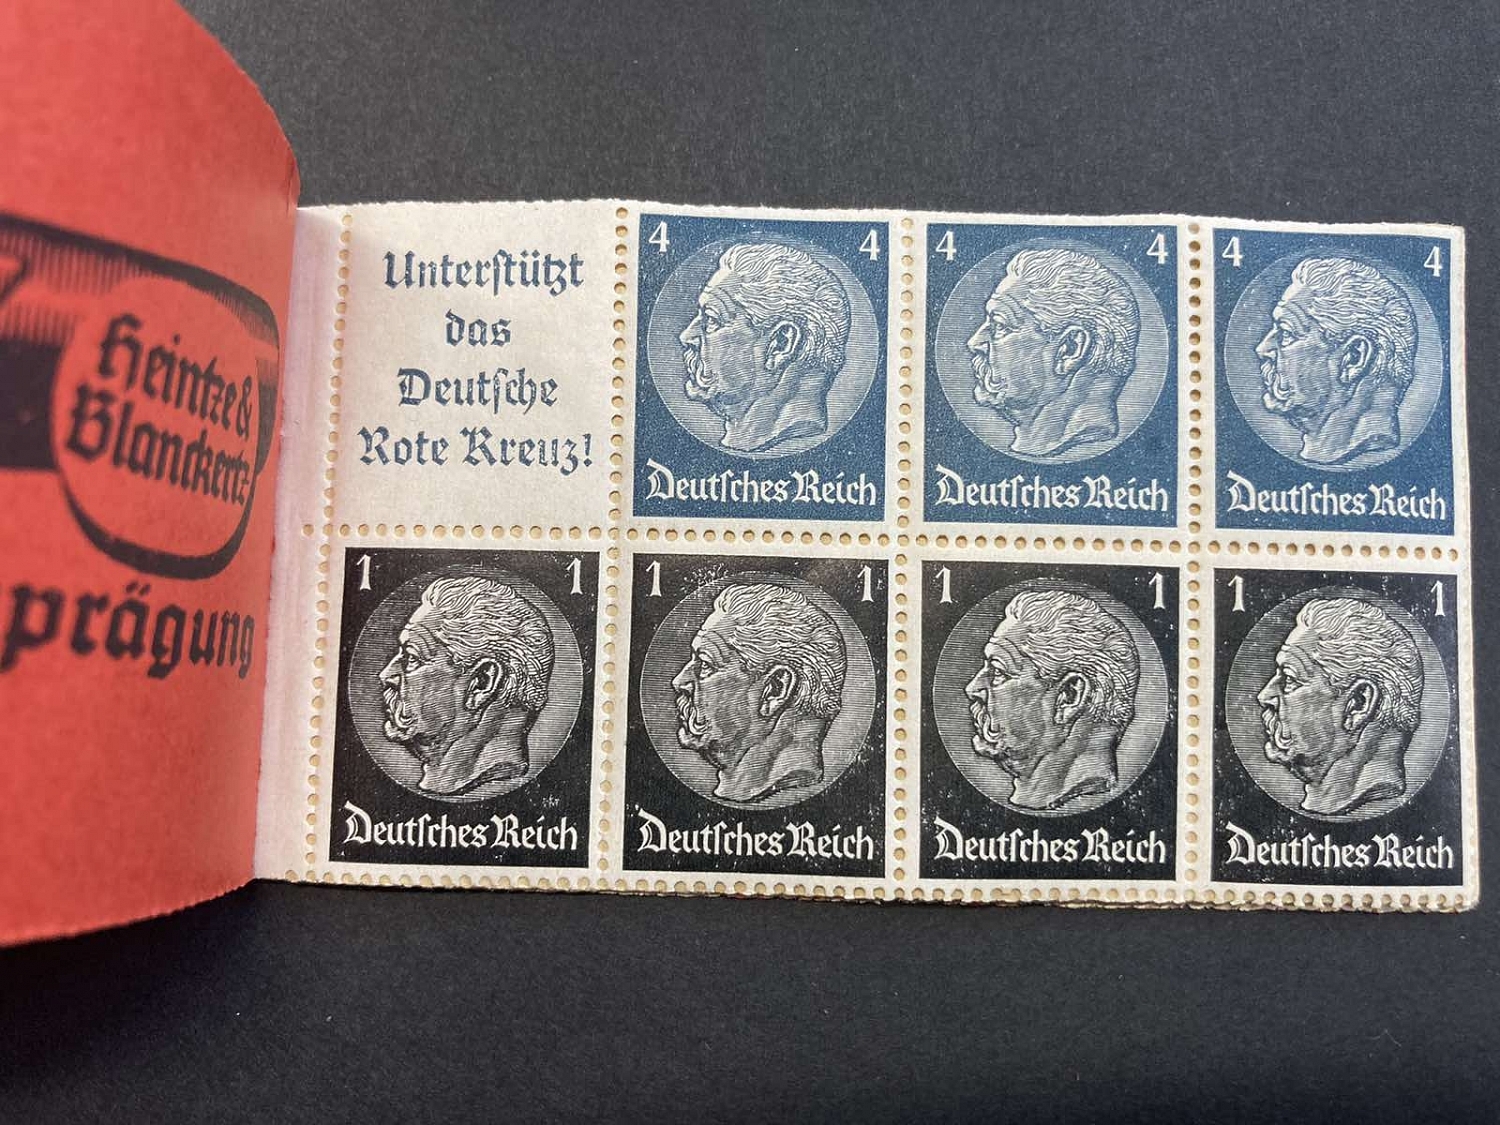 Heintze &
Blanckertz
prägung
Unterstützt
das
Deutsche
Rote Kreuz!
4 4
Deutsches Reich
4 4
Deutsches Reich
4 4
Deutsches Reich
1 1
Deutsches Reich
1 1
Deutsches Reich
1 1
Deutsches Reich
1 1
Deutsches Reich